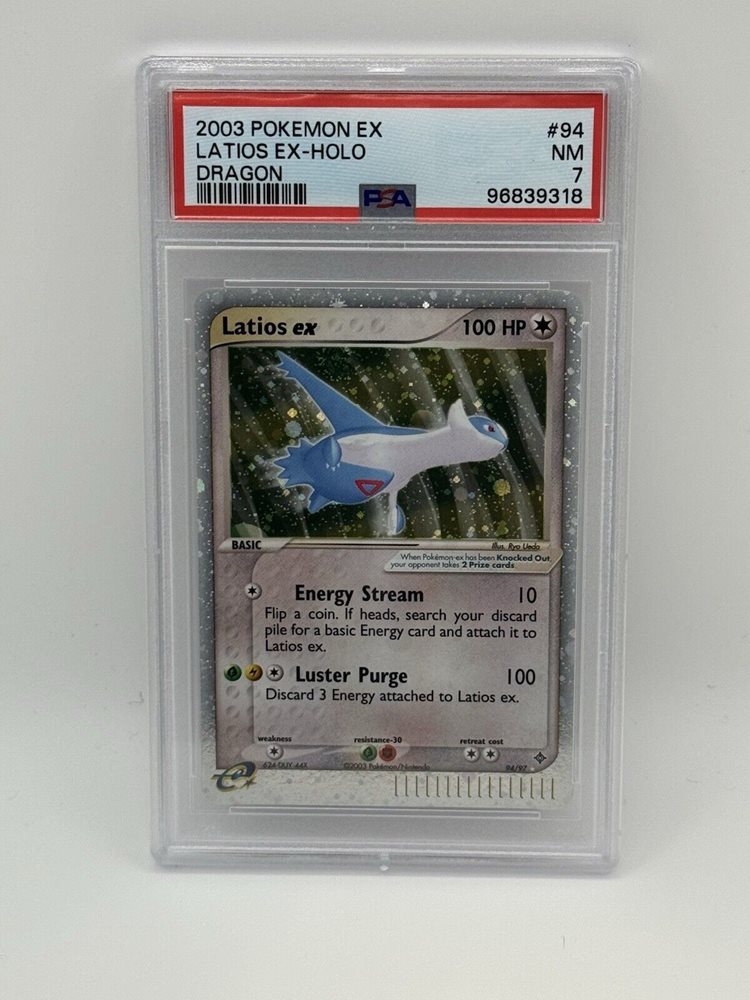 2003 POKEMON EX #94
LATIOS EX-HOLO NM
DRAGON 7
PSA 96839318
Latios ex 100 HP
BASIC Illus. Ryo Ueda
When Pokémon-ex has been Knocked Out,
your opponent takes 2 Prize cards.
Energy Stream 10
Flip a coin. If heads, search your discard
pile for a basic Energy card and attach it to
Latios ex.
Luster Purge 100
Discard 3 Energy attached to Latios ex.
weakness resistance-30 retreat cost
©2003 Pokémon/Nintendo 94/97
e